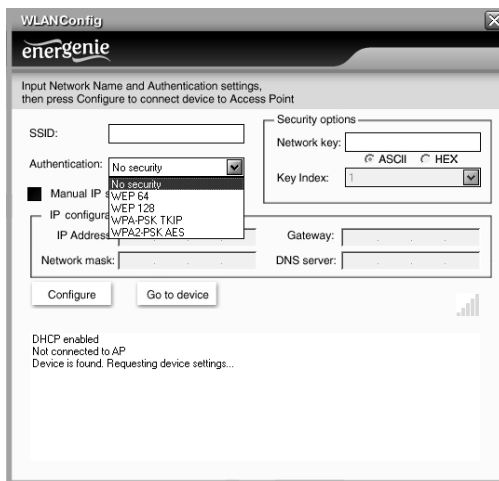 WLANConfig
energenie
Input Network Name and Authentication settings,
then press Configure to connect device to Access Point
SSID:
Security options
Network key:
ASCII HEX
Key Index: 1
Authentication: No security
No security
WEP 64
WEP 128
WPA-PSK TKIP
WPA2-PSK AES
Manual IP s
IP configura
IP Address
Gateway:
Network mask:
DNS server:
Configure
Go to device
DHCP enabled
Not connected to AP
Device is found. Requesting device settings...